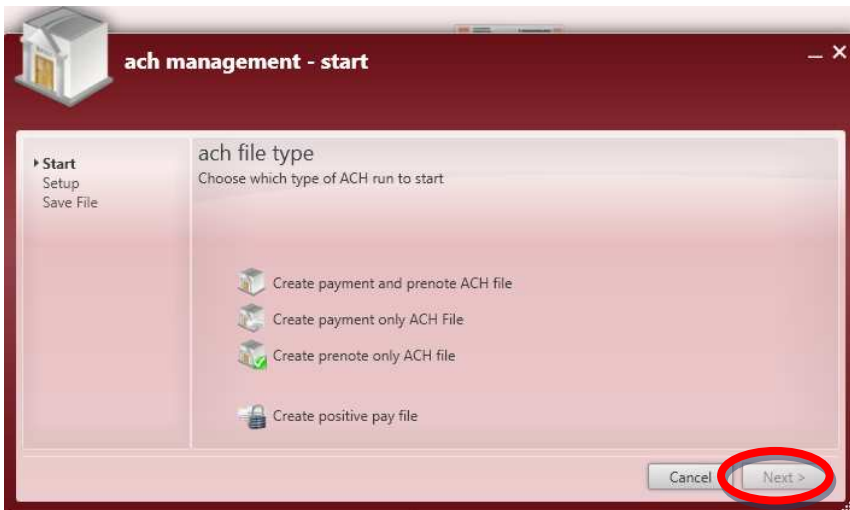 ach management - start
Start
Setup
Save File
ach file type
Choose which type of ACH run to start
Create payment and prenote ACH file
Create payment only ACH File
Create prenote only ACH file
Create positive pay file
Cancel
Next >